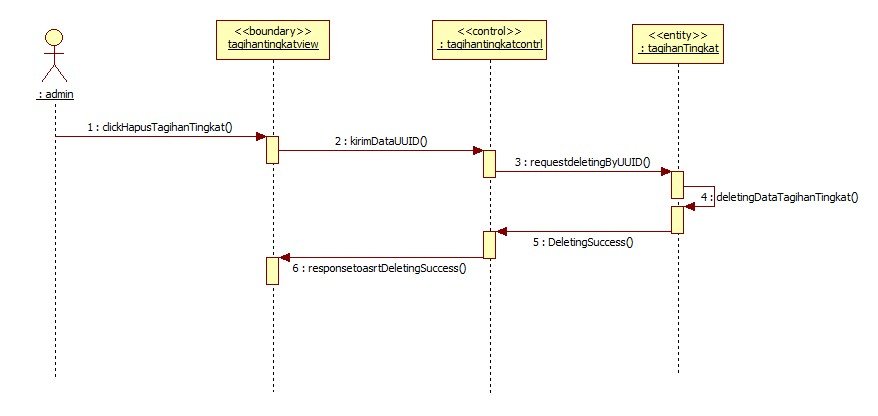 <<boundary>>
tagihantingkatview
<<control>>
: tagihantingkatcontrl
<<entity>>
: tagihanTingkat
: admin
1 : clickHapusTagihanTingkat()
2 : kirimDataUUID()
3 : requestdeletingByUUID()
4 : deletingDataTagihanTingkat()
5 : DeletingSuccess()
6 : responsetoasrtDeletingSuccess()